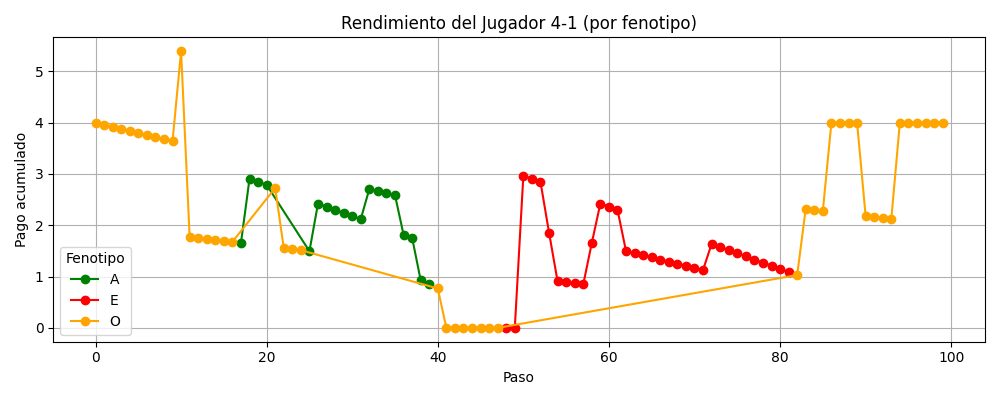 Rendimiento del Jugador 4-1 (por fenotipo)
Pago acumulado
5
4
3
2
1
0
Fenotipo
A
E
O
0 20 40 60 80 100
Paso